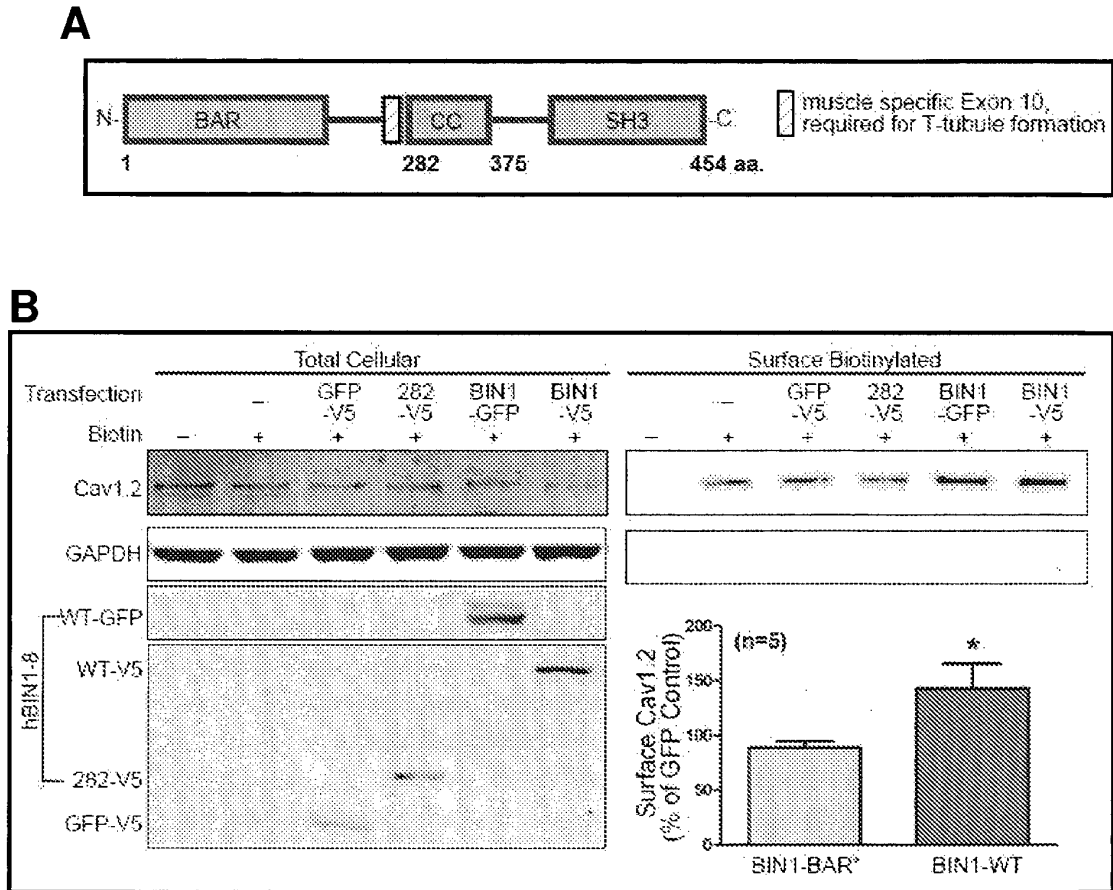 A
N- BAR CC SH3 -C
muscle specific Exon 10,
required for T-tubule formation
1 282 375 454 aa.
B
Total Cellular Surface Biotinylated
Transfection – GFP-V5 282-V5 BIN1-GFP BIN1-V5 – GFP-V5 282-V5 BIN1-GFP BIN1-V5
Biotin – + + + + + – + + + + +
Cav1.2
GAPDH
hBIN1-8
WT-GFP
WT-V5
282-V5
GFP-V5
Surface Cav1.2
(% of GFP Control)
200
150
100
50
0
(n=5)
*
BIN1-BAR* BIN1-WT